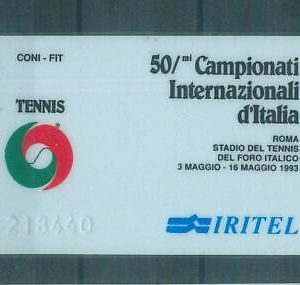 CONI - FIT
TENNIS
218440
50/mi Campionati
Internazionali
d'Italia
ROMA
STADIO DEL TENNIS
DEL FORO ITALICO
3 MAGGIO - 16 MAGGIO 1993
IRITEL